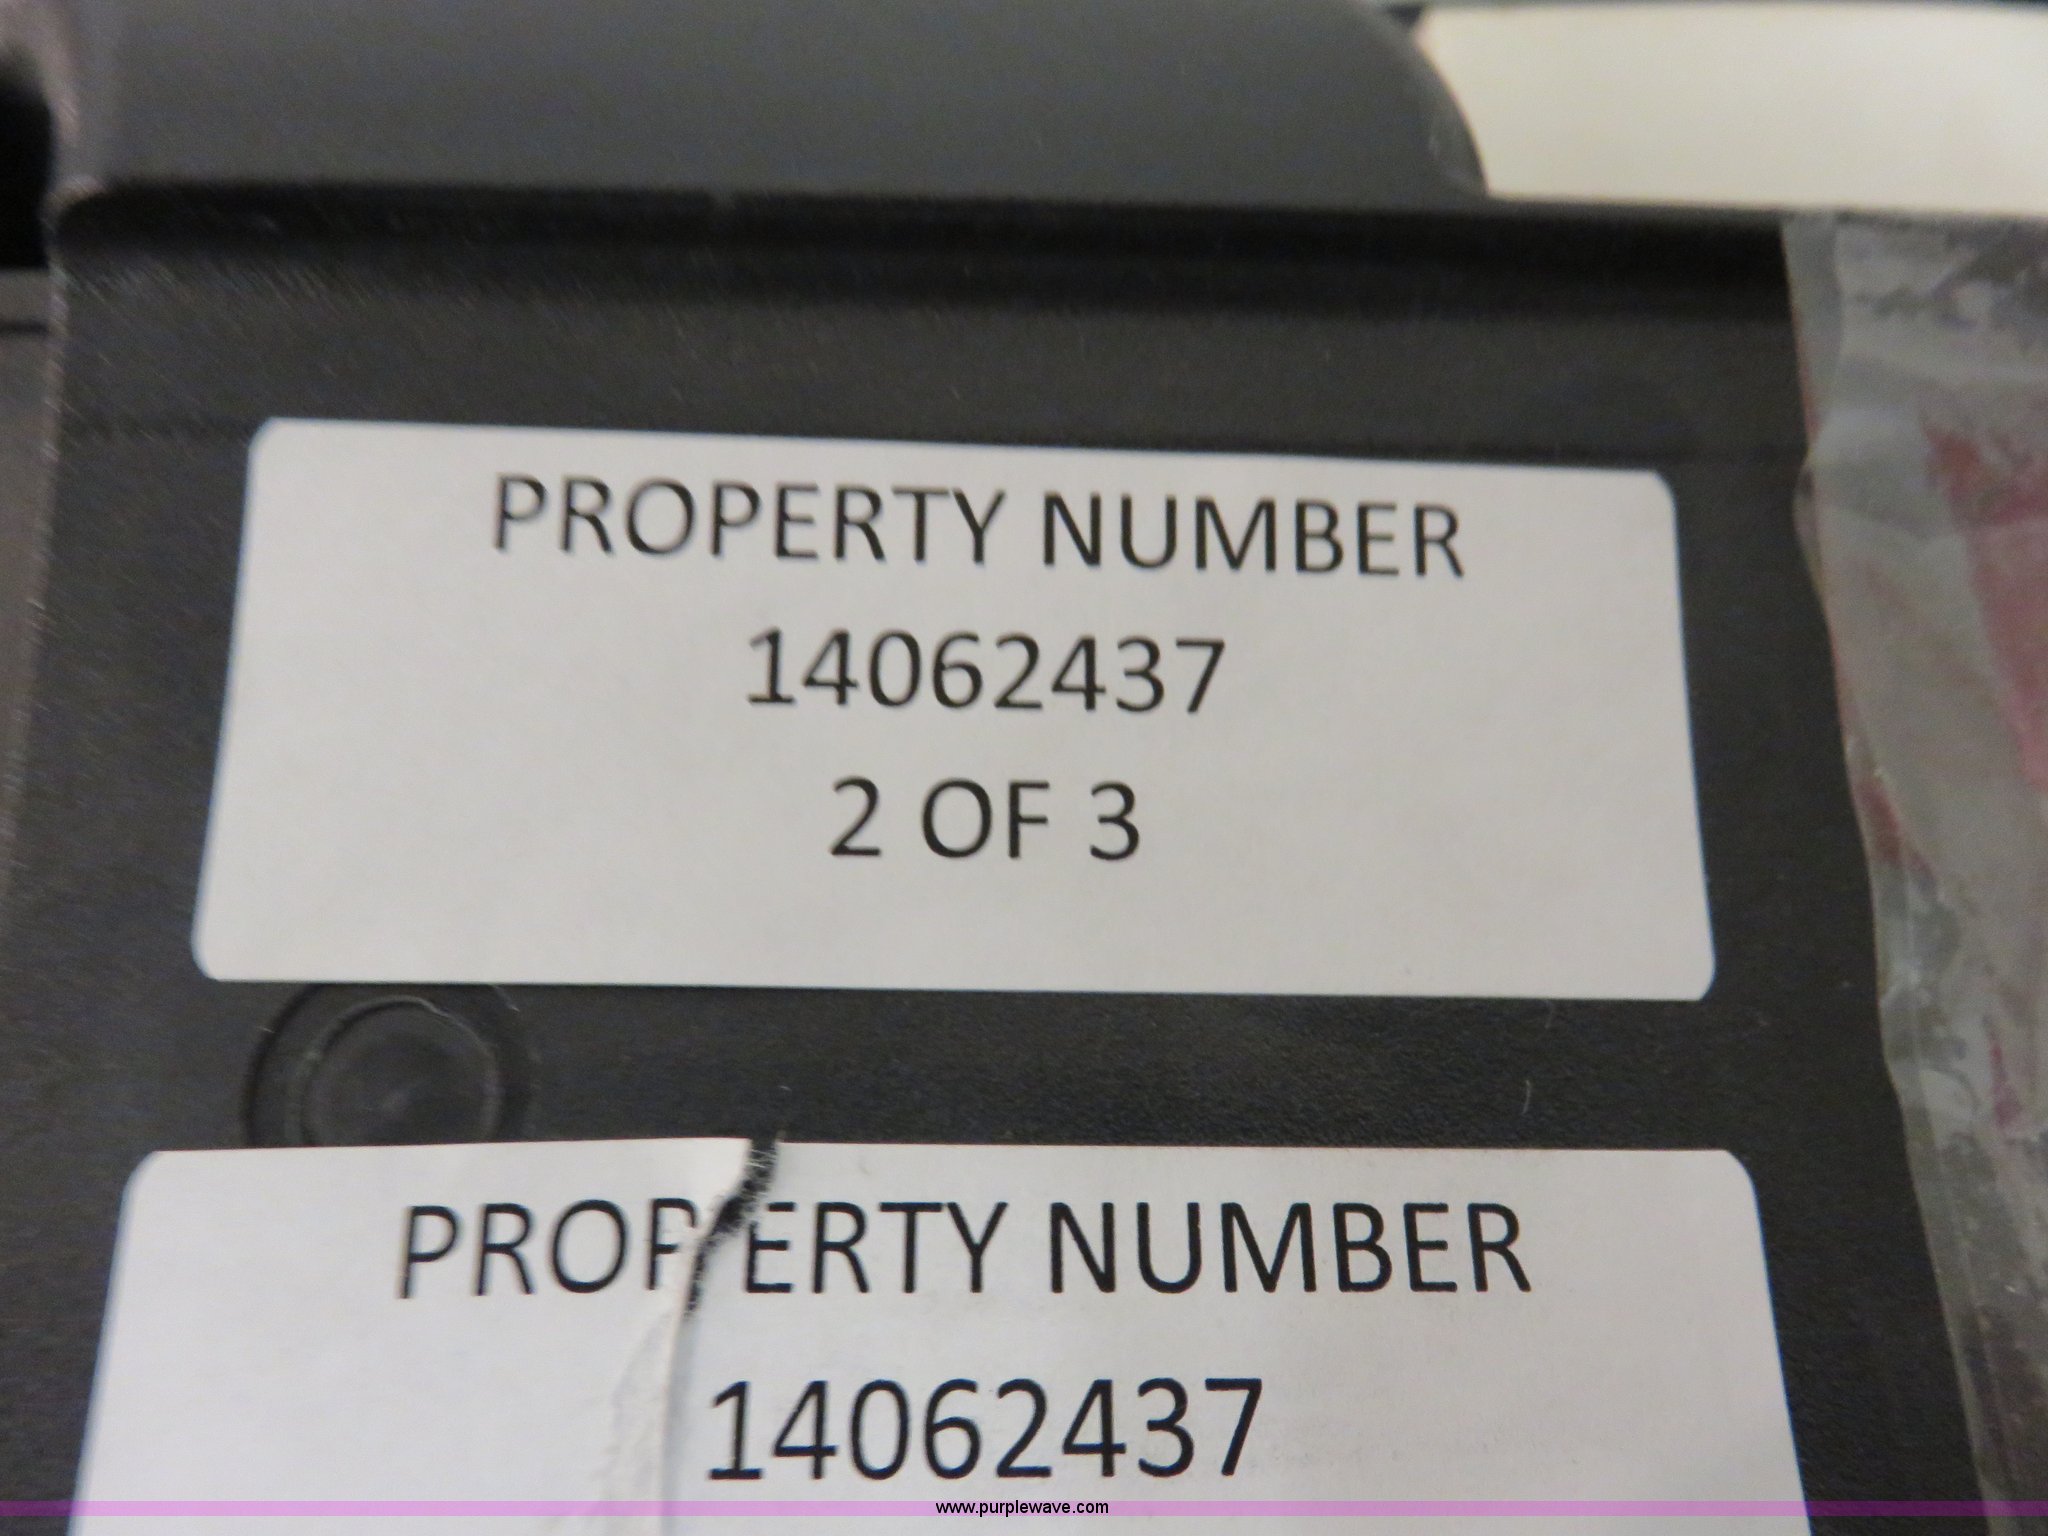 PROPERTY NUMBER
14062437
2 OF 3
PROPERTY NUMBER
14062437
www.purplewave.com